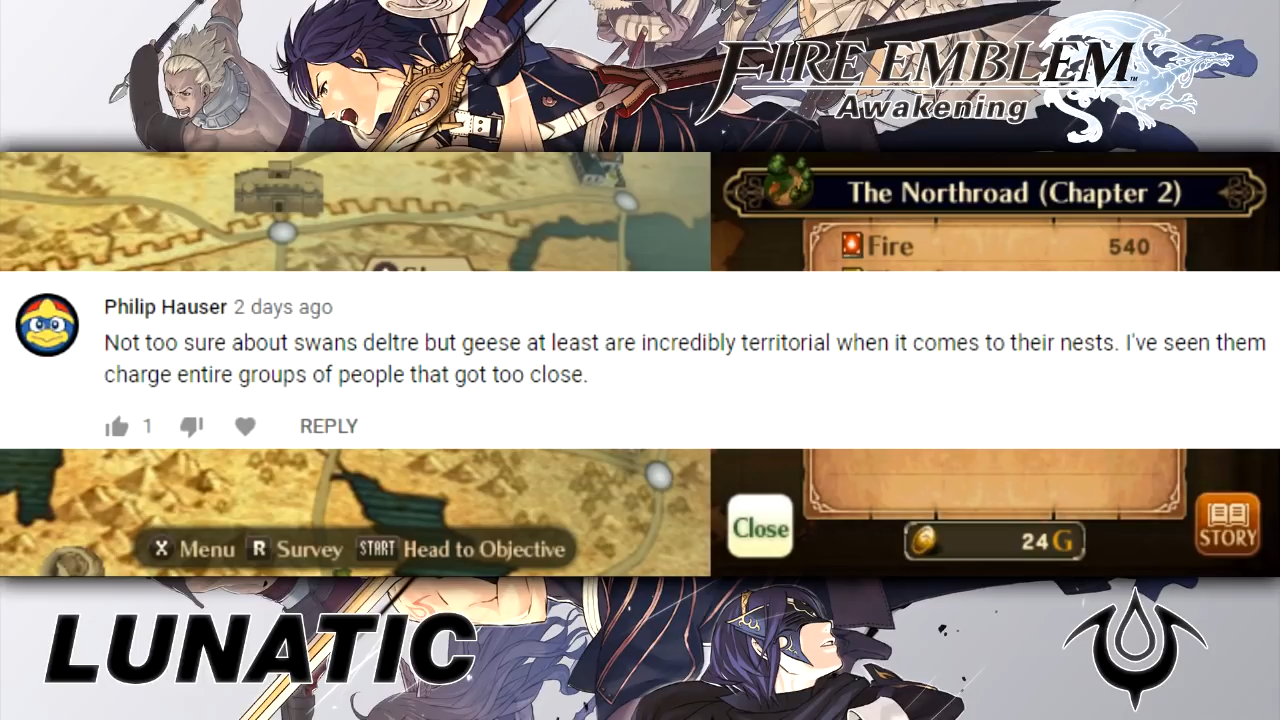 FIRE EMBLEM
Awakening
The Northroad (Chapter 2)
Fire 540
Philip Hauser 2 days ago
Not too sure about swans deltre but geese at least are incredibly territorial when it comes to their nests. I've seen them
charge entire groups of people that got too close.
1 REPLY
Close
STORY
X Menu R Survey START Head to Objective
24 G
LUNATIC